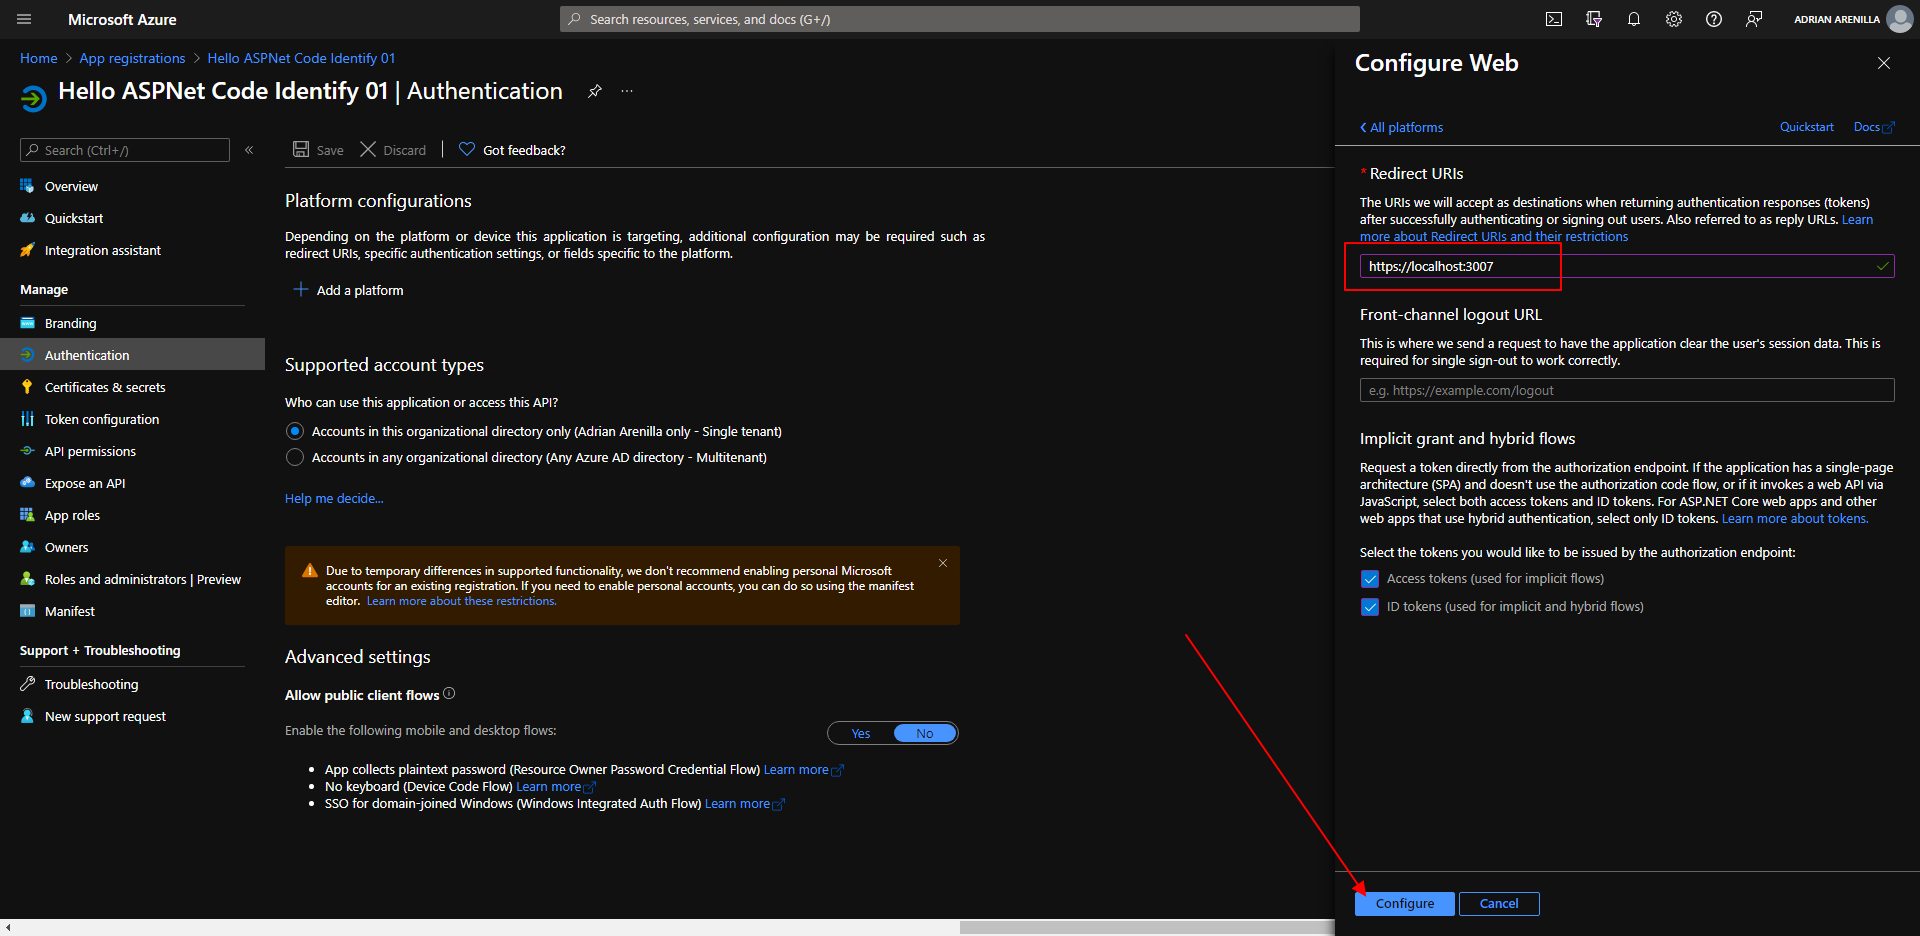 Microsoft Azure
Search resources, services, and docs (G+/)
ADRIAN ARENILLA
Home > App registrations > Hello ASPNet Code Identify 01
Hello ASPNet Code Identify 01 | Authentication
Search (Ctrl+/)
Overview
Quickstart
Integration assistant
Manage
Branding
Authentication
Certificates & secrets
Token configuration
API permissions
Expose an API
App roles
Owners
Roles and administrators | Preview
Manifest
Support + Troubleshooting
Troubleshooting
New support request
Save
Discard
Got feedback?
Platform configurations
Depending on the platform or device this application is targeting, additional configuration may be required such as
redirect URIs, specific authentication settings, or fields specific to the platform.
Add a platform
Supported account types
Who can use this application or access this API?
Accounts in this organizational directory only (Adrian Arenilla only - Single tenant)
Accounts in any organizational directory (Any Azure AD directory - Multitenant)
Help me decide...
Due to temporary differences in supported functionality, we don't recommend enabling personal Microsoft
accounts for an existing registration. If you need to enable personal accounts, you can do so using the manifest
editor. Learn more about these restrictions.
Advanced settings
Allow public client flows
Enable the following mobile and desktop flows:
Yes
No
App collects plaintext password (Resource Owner Password Credential Flow) Learn more
No keyboard (Device Code Flow) Learn more
SSO for domain-joined Windows (Windows Integrated Auth Flow) Learn more
Configure Web
All platforms
Quickstart
Docs
* Redirect URIs
The URIs we will accept as destinations when returning authentication responses (tokens)
after successfully authenticating or signing out users. Also referred to as reply URLs. Learn
more about Redirect URIs and their restrictions
https://localhost:3007
Front-channel logout URL
This is where we send a request to have the application clear the user's session data. This is
required for single sign-out to work correctly.
e.g. https://example.com/logout
Implicit grant and hybrid flows
Request a token directly from the authorization endpoint. If the application has a single-page
architecture (SPA) and doesn't use the authorization code flow, or if it invokes a web API via
JavaScript, select both access tokens and ID tokens. For ASP.NET Core web apps and other
web apps that use hybrid authentication, select only ID tokens. Learn more about tokens.
Select the tokens you would like to be issued by the authorization endpoint:
Access tokens (used for implicit flows)
ID tokens (used for implicit and hybrid flows)
Configure
Cancel